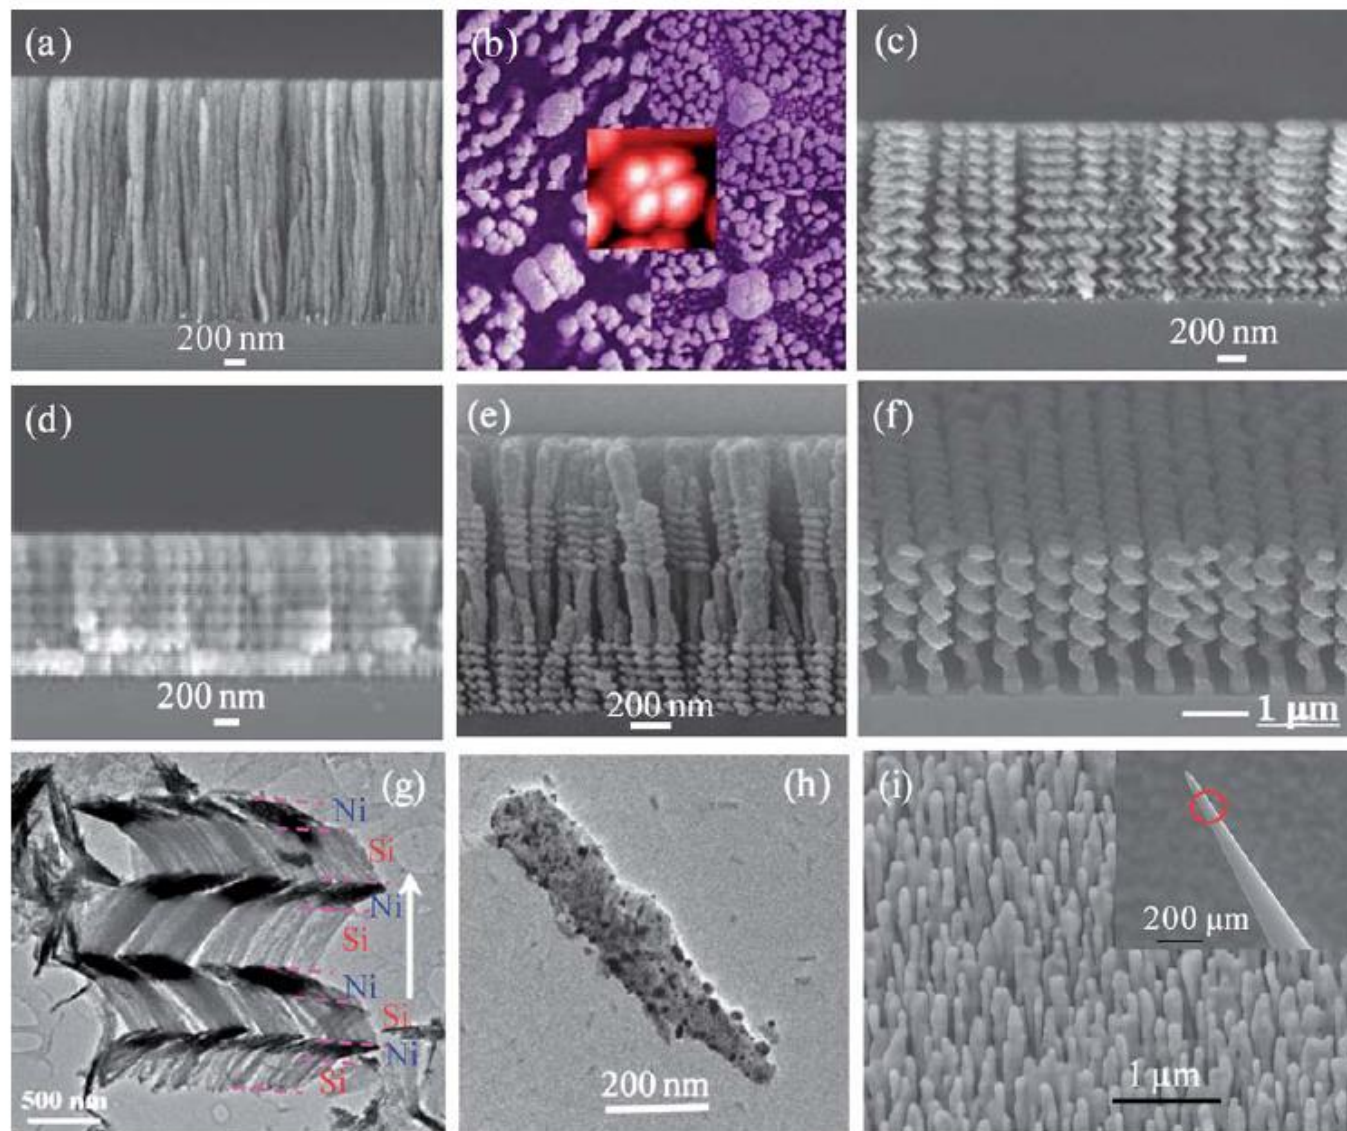 (a)
200 nm
(b)
(c)
200 nm
(d)
200 nm
(e)
200 nm
(f)
1 μm
(g)
Ni
Si
Ni
Si
Ni
Si
Ni
Si
500 nm
(h)
200 nm
(i)
200 μm
1 μm